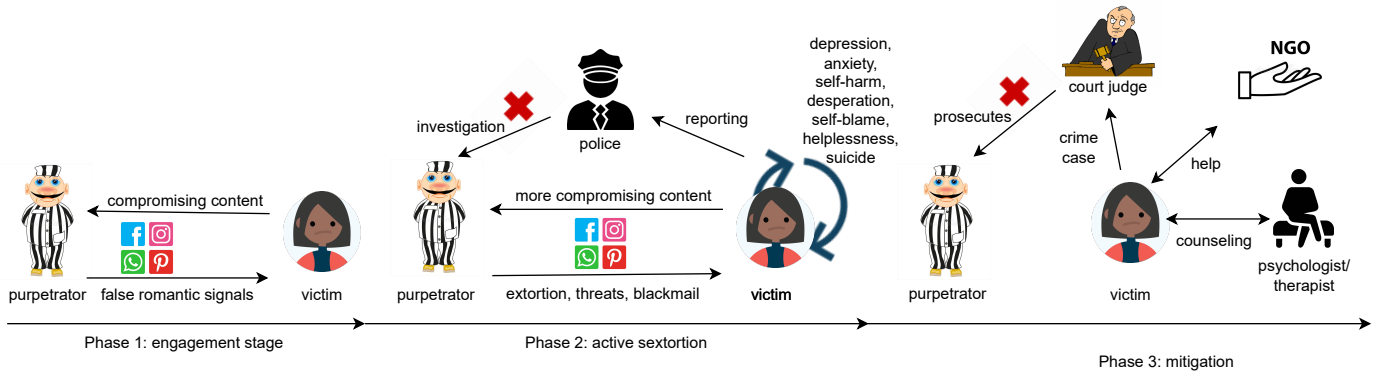 compromising content
false romantic signals
purpetrator
victim
Phase 1: engagement stage
investigation
police
reporting
depression,
anxiety,
self-harm,
desperation,
self-blame,
helplessness,
suicide
more compromising content
extortion, threats, blackmail
purpetrator
victim
Phase 2: active sextortion
prosecutes
court judge
NGO
crime
case
help
counseling
purpetrator
victim
psychologist/
therapist
Phase 3: mitigation